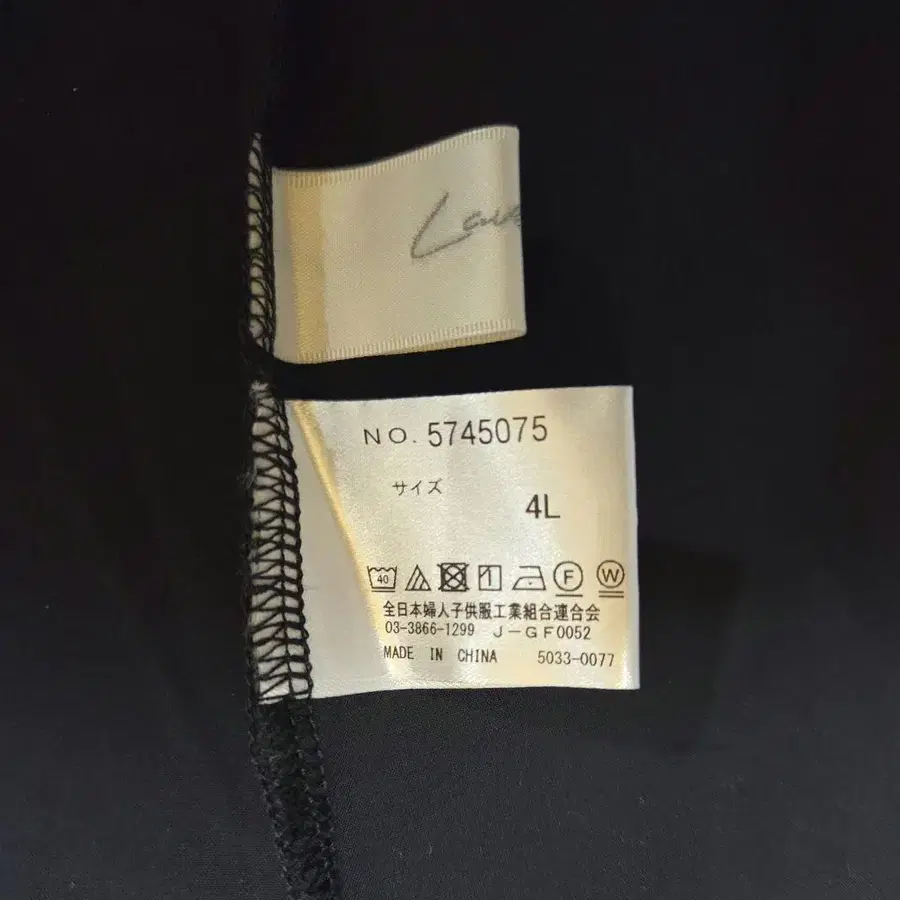 NO. 5745075
サイズ
4L
40 F W
全日本婦人子供服工業組合連合会
03-3866-1299 J-GF0052
MADE IN CHINA 5033-0077